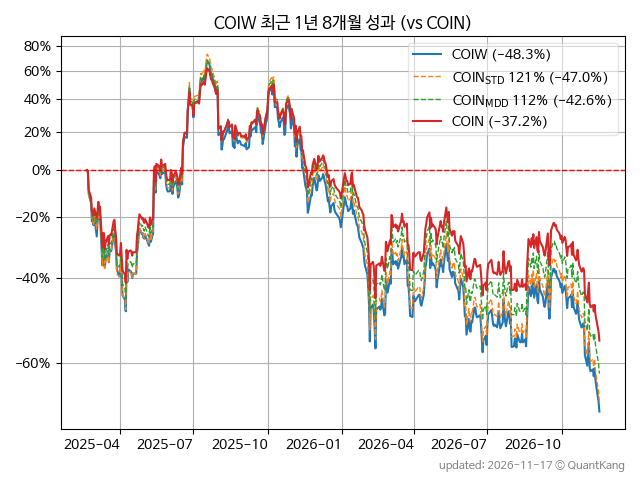 COIW 최근 1년 8개월 성과 (vs COIN)
COIW (−48.3%)
COIN_STD 121% (−47.0%)
COIN_MDD 112% (−42.6%)
COIN (−37.2%)
80%
60%
40%
20%
0%
−20%
−40%
−60%
2025-04 2025-07 2025-10 2026-01 2026-04 2026-07 2026-10
updated: 2026-11-17 © QuantKang